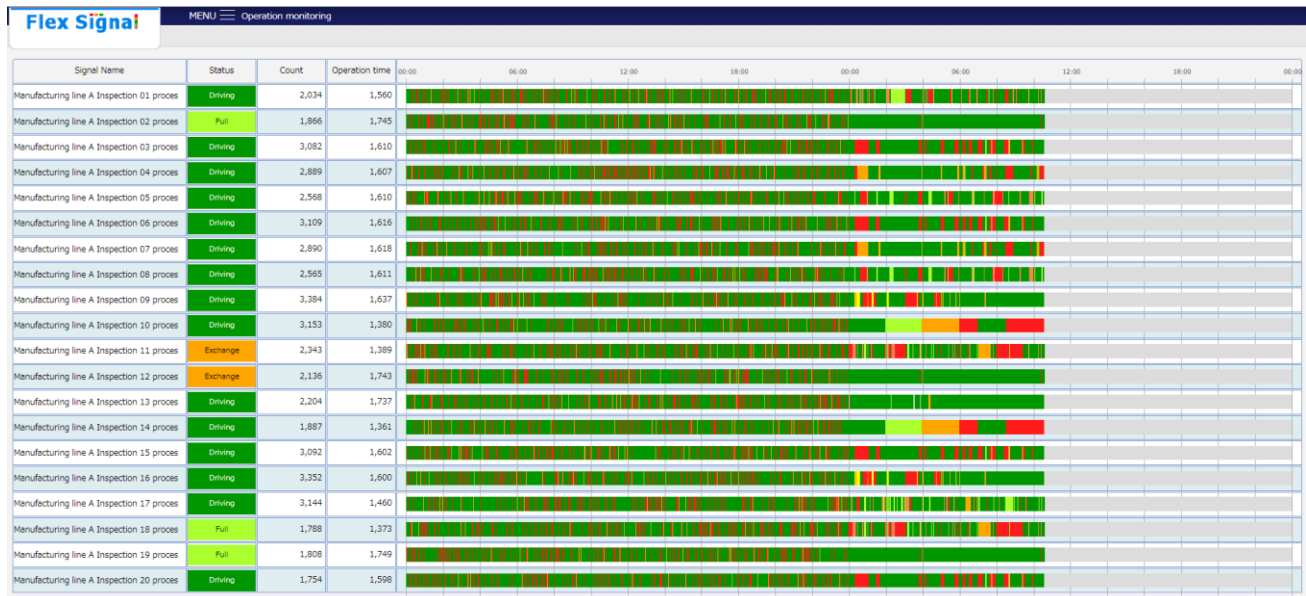 Flex Signal
MENU Operation monitoring
Signal Name Status Count Operation time 00:00 06:00 12:00 18:00 00:00 06:00 12:00 18:00 00:00
Manufacturing line A Inspection 01 proces Driving 2,034 1,560
Manufacturing line A Inspection 02 proces Full 1,866 1,745
Manufacturing line A Inspection 03 proces Driving 3,082 1,610
Manufacturing line A Inspection 04 proces Driving 2,889 1,607
Manufacturing line A Inspection 05 proces Driving 2,568 1,610
Manufacturing line A Inspection 06 proces Driving 3,109 1,616
Manufacturing line A Inspection 07 proces Driving 2,890 1,618
Manufacturing line A Inspection 08 proces Driving 2,565 1,611
Manufacturing line A Inspection 09 proces Driving 3,384 1,637
Manufacturing line A Inspection 10 proces Driving 3,153 1,380
Manufacturing line A Inspection 11 proces Exchange 2,343 1,389
Manufacturing line A Inspection 12 proces Exchange 2,136 1,743
Manufacturing line A Inspection 13 proces Driving 2,204 1,737
Manufacturing line A Inspection 14 proces Driving 1,887 1,361
Manufacturing line A Inspection 15 proces Driving 3,092 1,602
Manufacturing line A Inspection 16 proces Driving 3,352 1,600
Manufacturing line A Inspection 17 proces Driving 3,144 1,460
Manufacturing line A Inspection 18 proces Full 1,788 1,373
Manufacturing line A Inspection 19 proces Full 1,808 1,749
Manufacturing line A Inspection 20 proces Driving 1,754 1,598